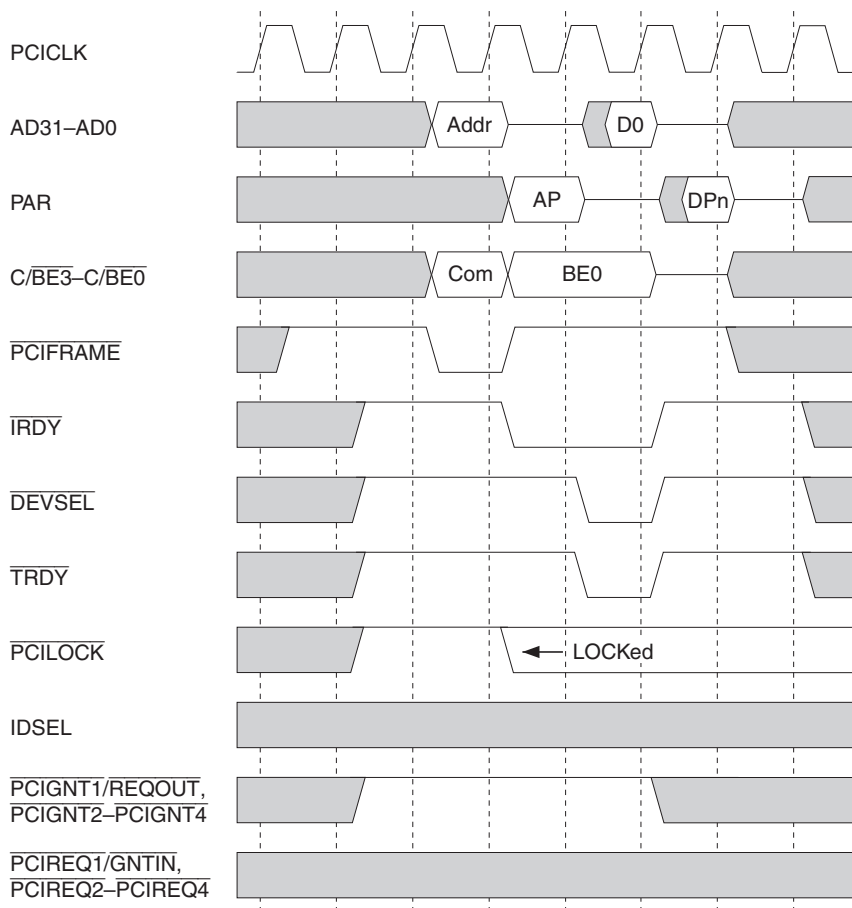 PCICLK
AD31–AD0
Addr
D0
PAR
AP
DPn
C/BE3–C/BE0
Com
BE0
PCIFRAME
IRDY
DEVSEL
TRDY
PCILOCK
LOCKed
IDSEL
PCIGNT1/REQOUT,
PCIGNT2–PCIGNT4
PCIREQ1/GNTIN,
PCIREQ2–PCIREQ4